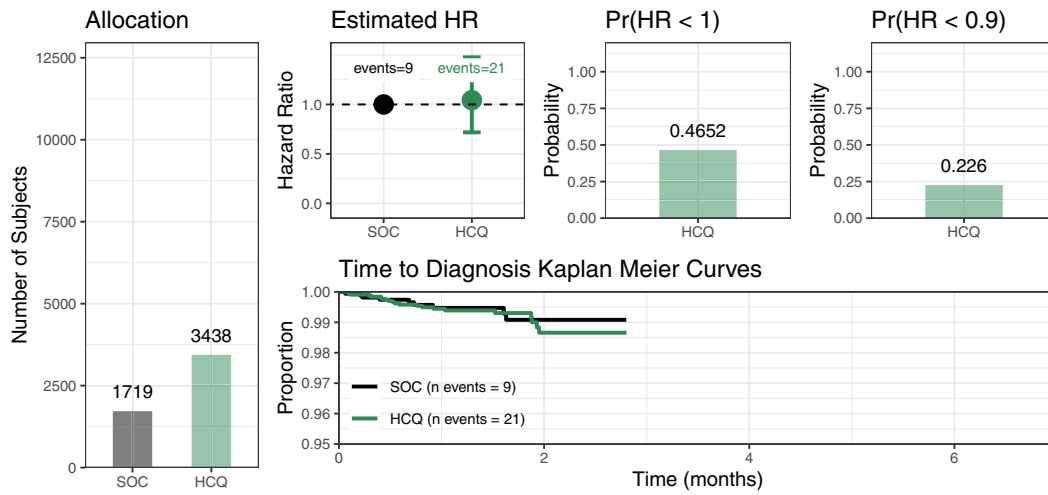 Allocation
Number of Subjects
12500
10000
7500
5000
2500
0
1719
3438
SOC
HCQ
Estimated HR
Hazard Ratio
1.0
0.5
0.0
events=9
events=21
SOC
HCQ
Pr(HR < 1)
Probability
1.00
0.75
0.50
0.25
0.00
0.4652
HCQ
Pr(HR < 0.9)
Probability
1.00
0.75
0.50
0.25
0.00
0.226
HCQ
Time to Diagnosis Kaplan Meier Curves
Proportion
1.00
0.99
0.98
0.97
0.96
0.95
SOC (n events = 9)
HCQ (n events = 21)
0
2
4
6
Time (months)